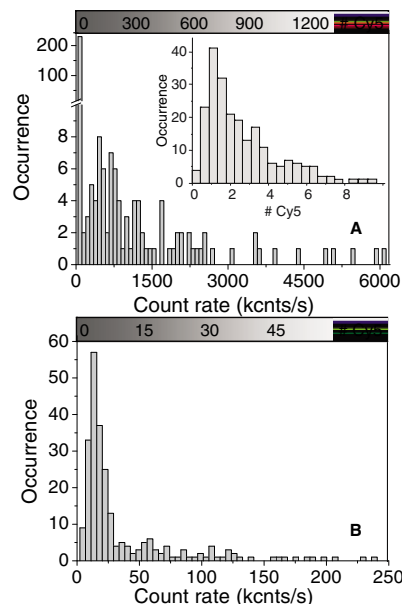 0 300 600 900 1200 # Cy5
200
100
8
6
4
2
0
Occurrence
40
30
20
10
0
Occurrence
0 2 4 6 8
# Cy5
A
0 1500 3000 4500 6000
Count rate (kcnts/s)
0 15 30 45 # Cy5
60
50
40
30
20
10
0
Occurrence
B
0 50 100 150 200 250
Count rate (kcnts/s)